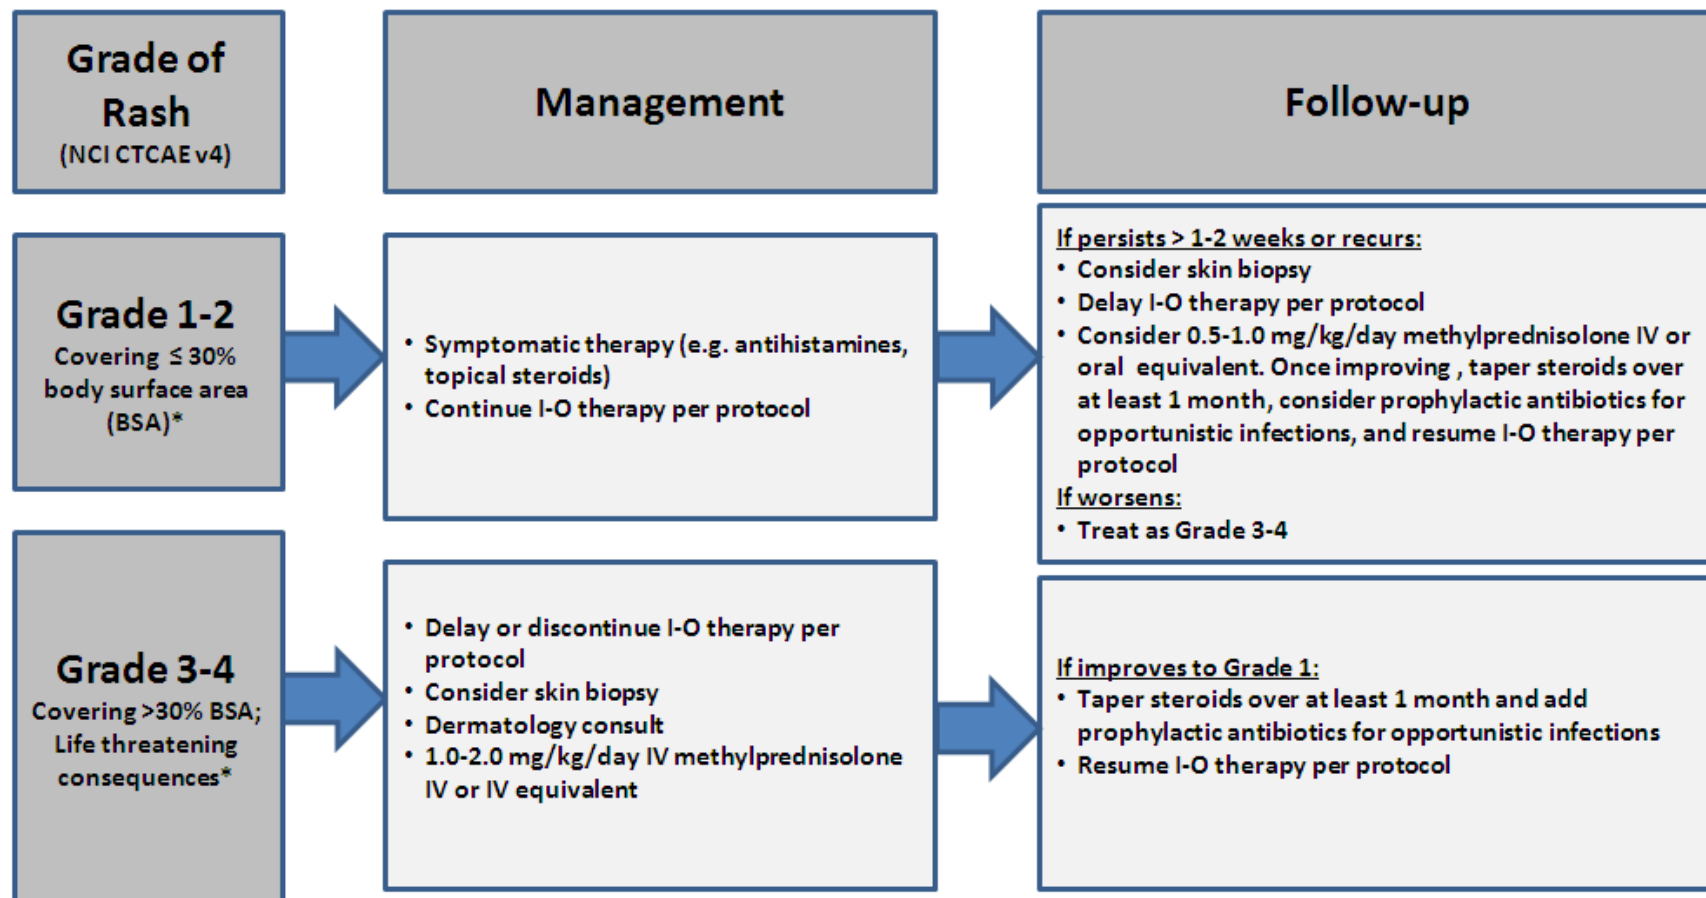 Grade of
Rash
(NCI CTCAE v4)
Management
Follow-up
Grade 1-2
Covering ≤ 30%
body surface area
(BSA)*
• Symptomatic therapy (e.g. antihistamines,
topical steroids)
• Continue I-O therapy per protocol
If persists > 1-2 weeks or recurs:
• Consider skin biopsy
• Delay I-O therapy per protocol
• Consider 0.5-1.0 mg/kg/day methylprednisolone IV or
oral equivalent. Once improving , taper steroids over
at least 1 month, consider prophylactic antibiotics for
opportunistic infections, and resume I-O therapy per
protocol
If worsens:
• Treat as Grade 3-4
Grade 3-4
Covering >30% BSA;
Life threatening
consequences*
• Delay or discontinue I-O therapy per
protocol
• Consider skin biopsy
• Dermatology consult
• 1.0-2.0 mg/kg/day IV methylprednisolone
IV or IV equivalent
If improves to Grade 1:
• Taper steroids over at least 1 month and add
prophylactic antibiotics for opportunistic infections
• Resume I-O therapy per protocol